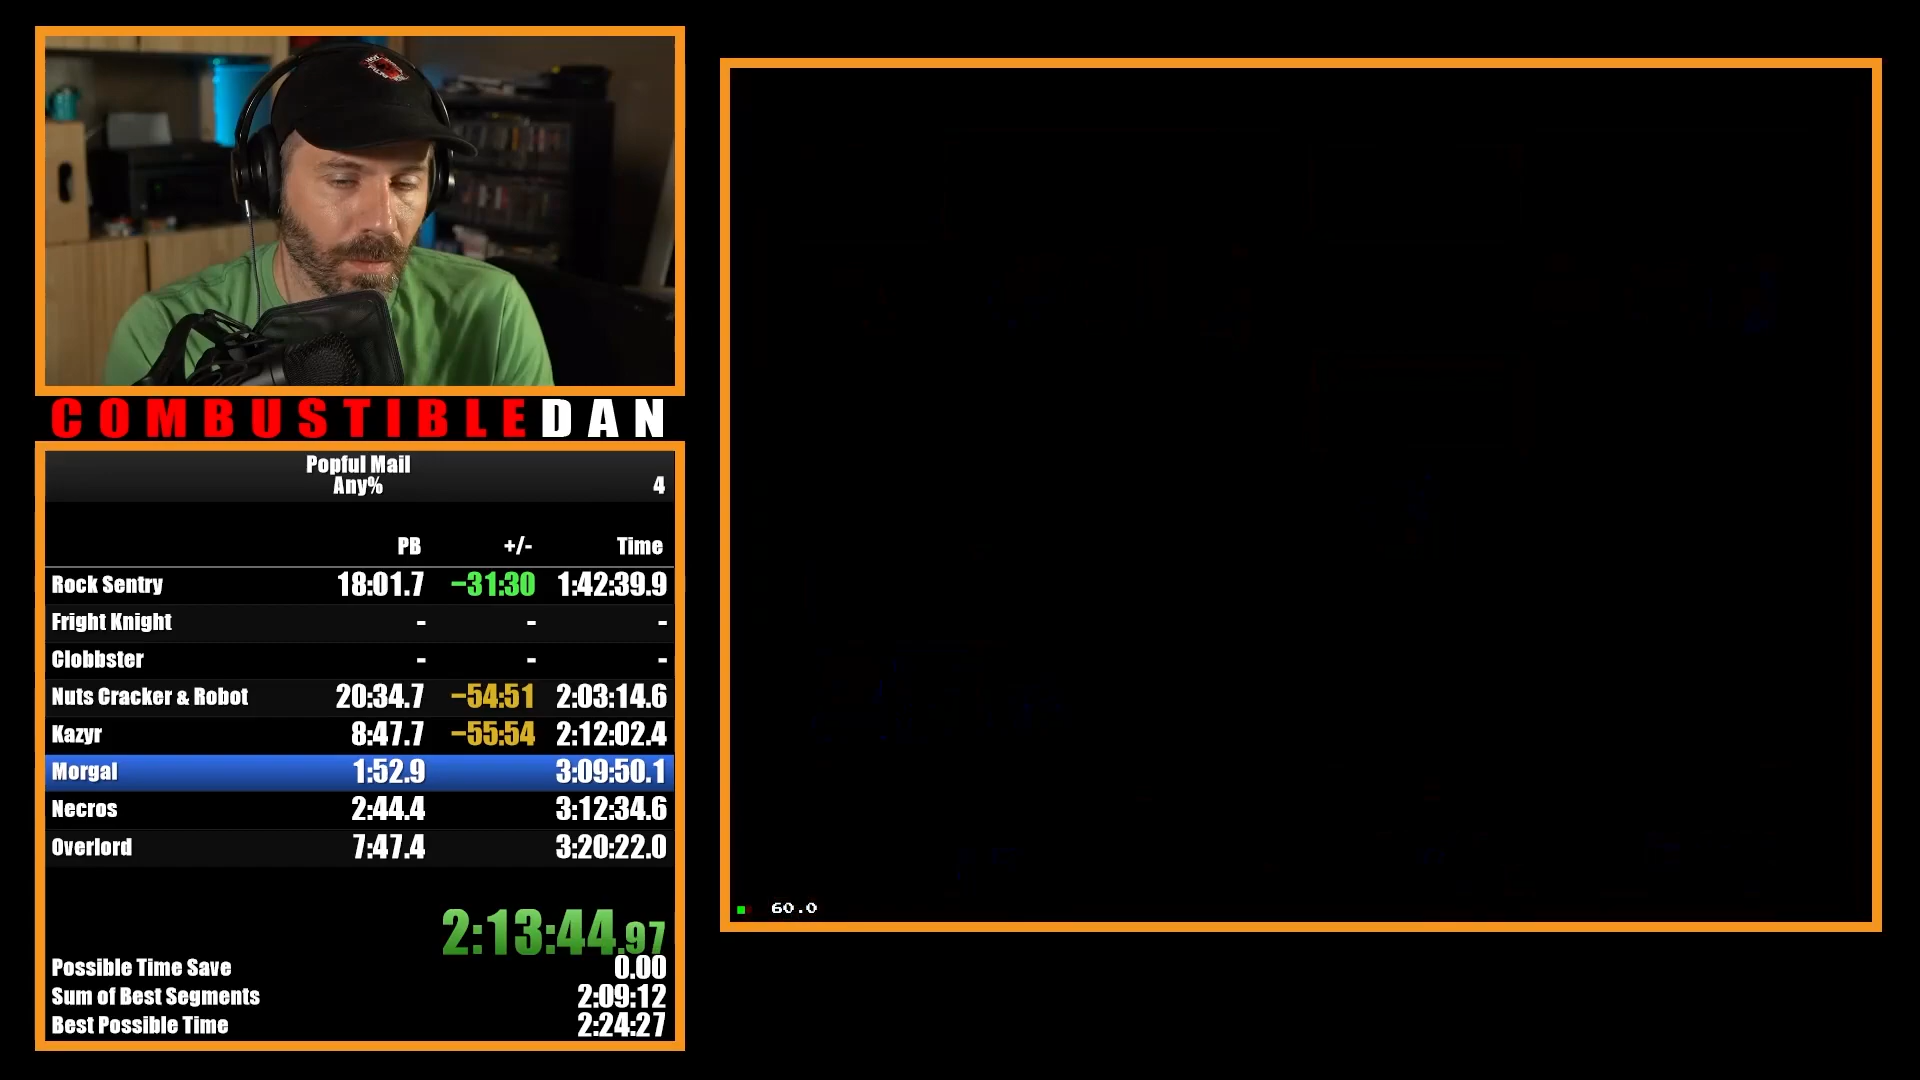 COMBUSTIBLEDAN
Popful Mail
Any% 4
PB +/- Time
Rock Sentry 18:01.7 −31:30 1:42:39.9
Fright Knight - - -
Clobbster - - -
Nuts Cracker & Robot 20:34.7 −54:51 2:03:14.6
Kazyr 8:47.7 −55:54 2:12:02.4
Morgal 1:52.9 3:09:50.1
Necros 2:44.4 3:12:34.6
Overlord 7:47.4 3:20:22.0
2:13:44.97
Possible Time Save 0.00
Sum of Best Segments 2:09:12
Best Possible Time 2:24:27
60.0